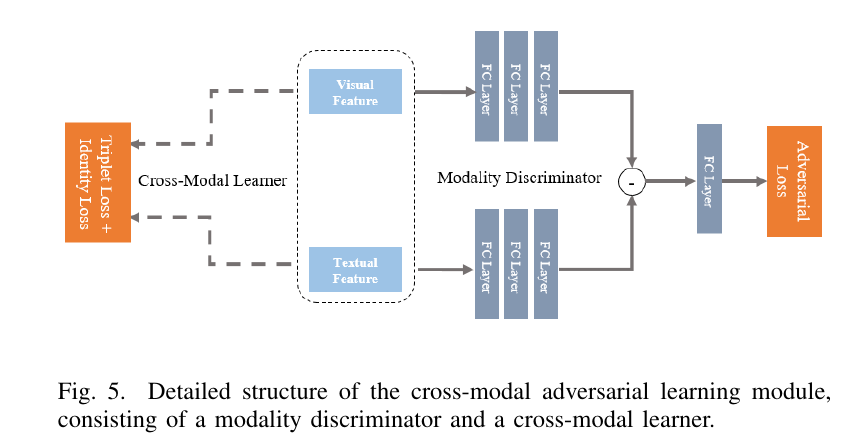 Visual
Feature
FC Layer
FC Layer
FC Layer
Triplet Loss +
Identity Loss
Cross-Modal Learner
Modality Discriminator
-
FC Layer
Adversarial
Loss
Textual
Feature
FC Layer
FC Layer
FC Layer
Fig. 5. Detailed structure of the cross-modal adversarial learning module,
consisting of a modality discriminator and a cross-modal learner.